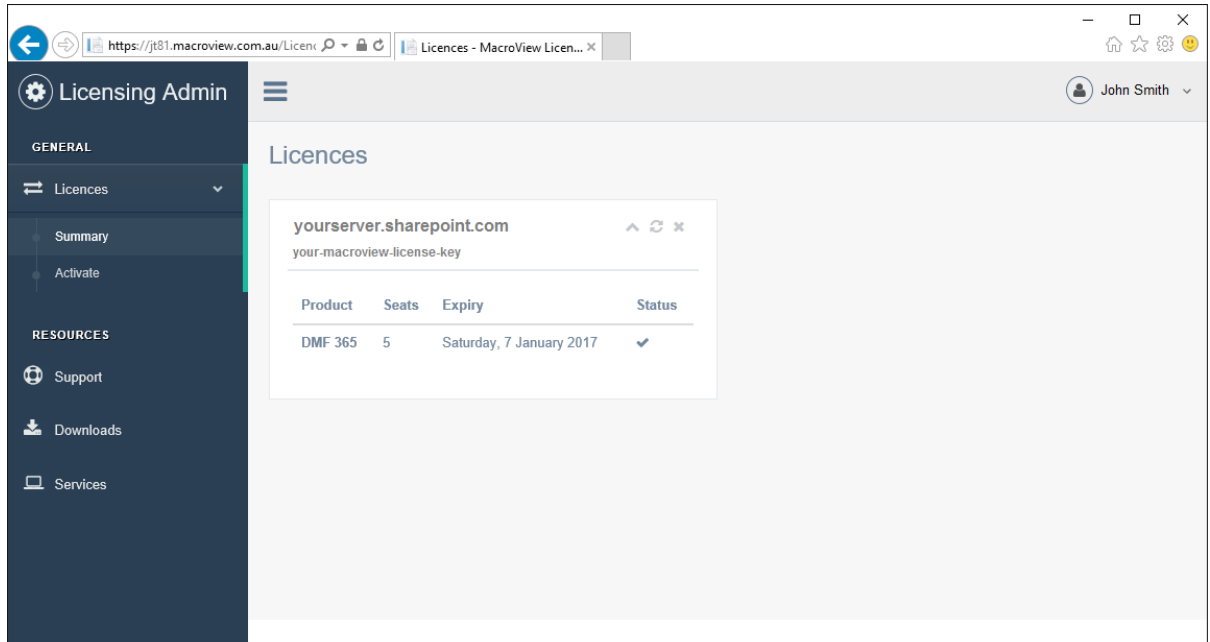 https://jt81.macroview.com.au/Licenc
Licences - MacroView Licen...
Licensing Admin
John Smith
GENERAL
Licences
Summary
Activate
RESOURCES
Support
Downloads
Services
Licences
yourserver.sharepoint.com
your-macroview-license-key
Product Seats Expiry Status
DMF 365 5 Saturday, 7 January 2017